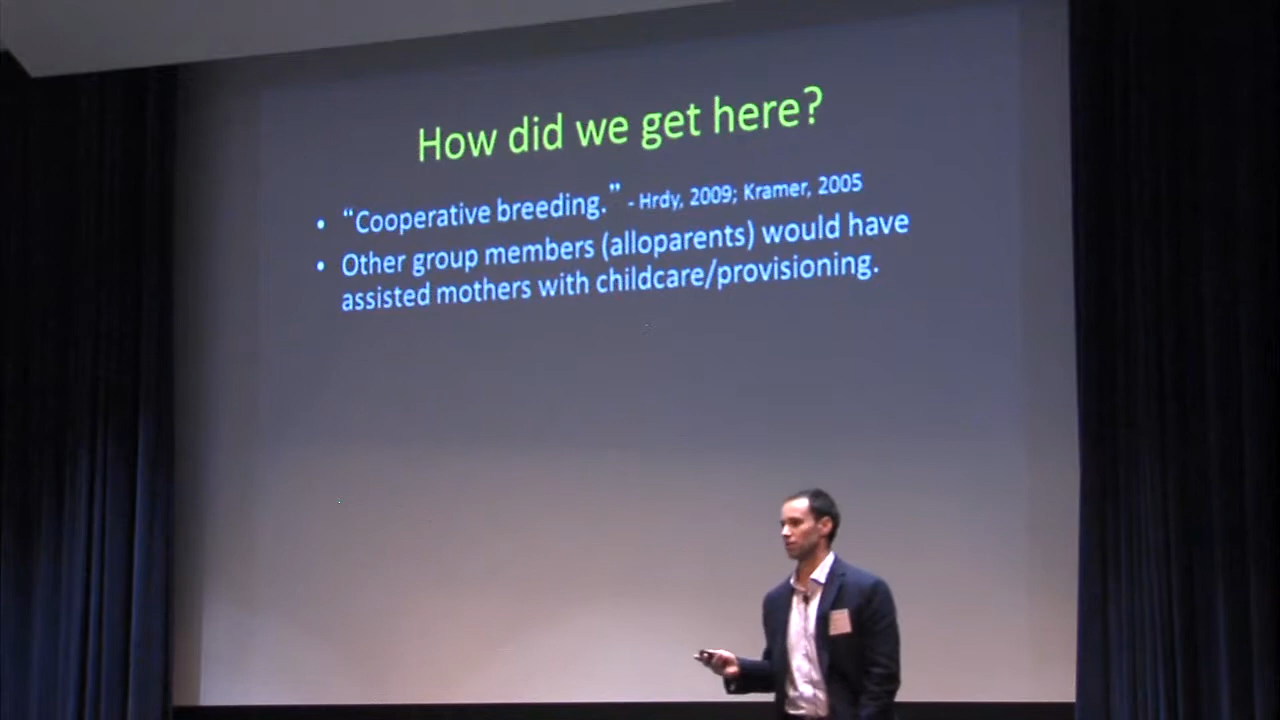 How did we get here?
• “Cooperative breeding.” - Hrdy, 2009; Kramer, 2005
• Other group members (alloparents) would have
assisted mothers with childcare/provisioning.